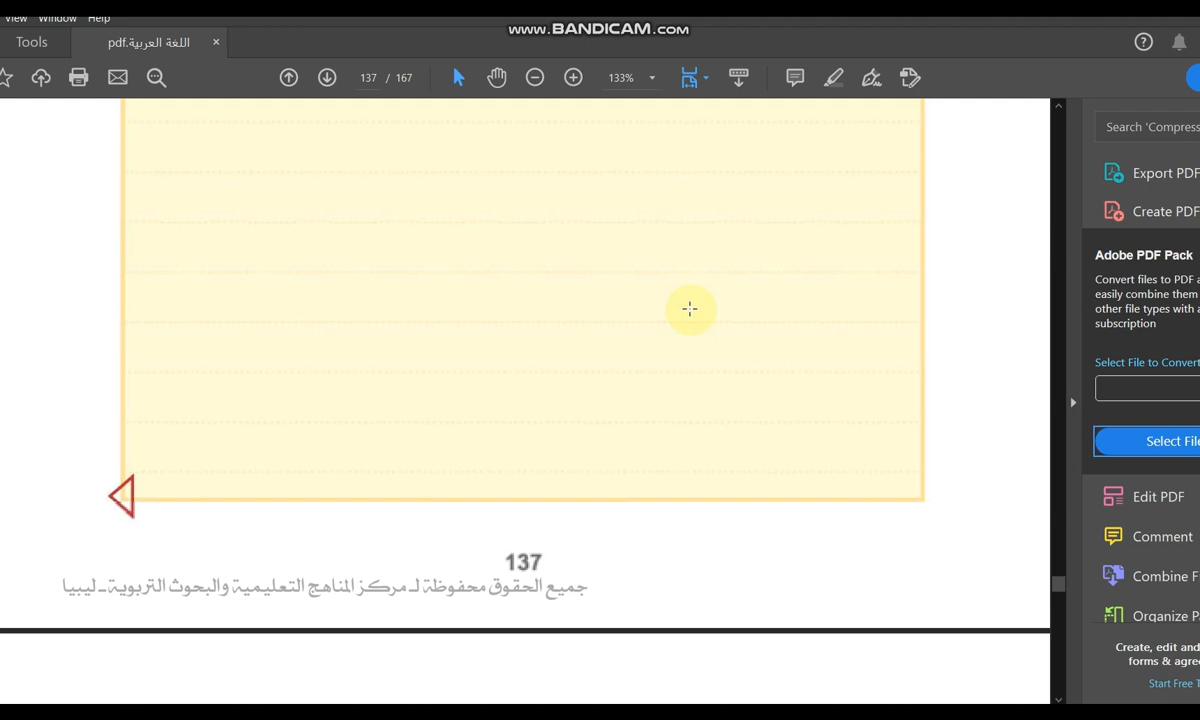 View Window Help
www.BANDICAM.com
Tools
اللغة العربية.pdf ×
137 / 167
133%
Search 'Compress
Export PDF
Create PDF
Adobe PDF Pack
Convert files to PDF a
easily combine them
other file types with a
subscription
Select File to Convert
Select File
Edit PDF
Comment
Combine F
Organize P
Create, edit and
forms & agre
Start Free T
137
جميع الحقوق محفوظة لـ مركز المناهج التعليمية والبحوث التربوية - ليبيا